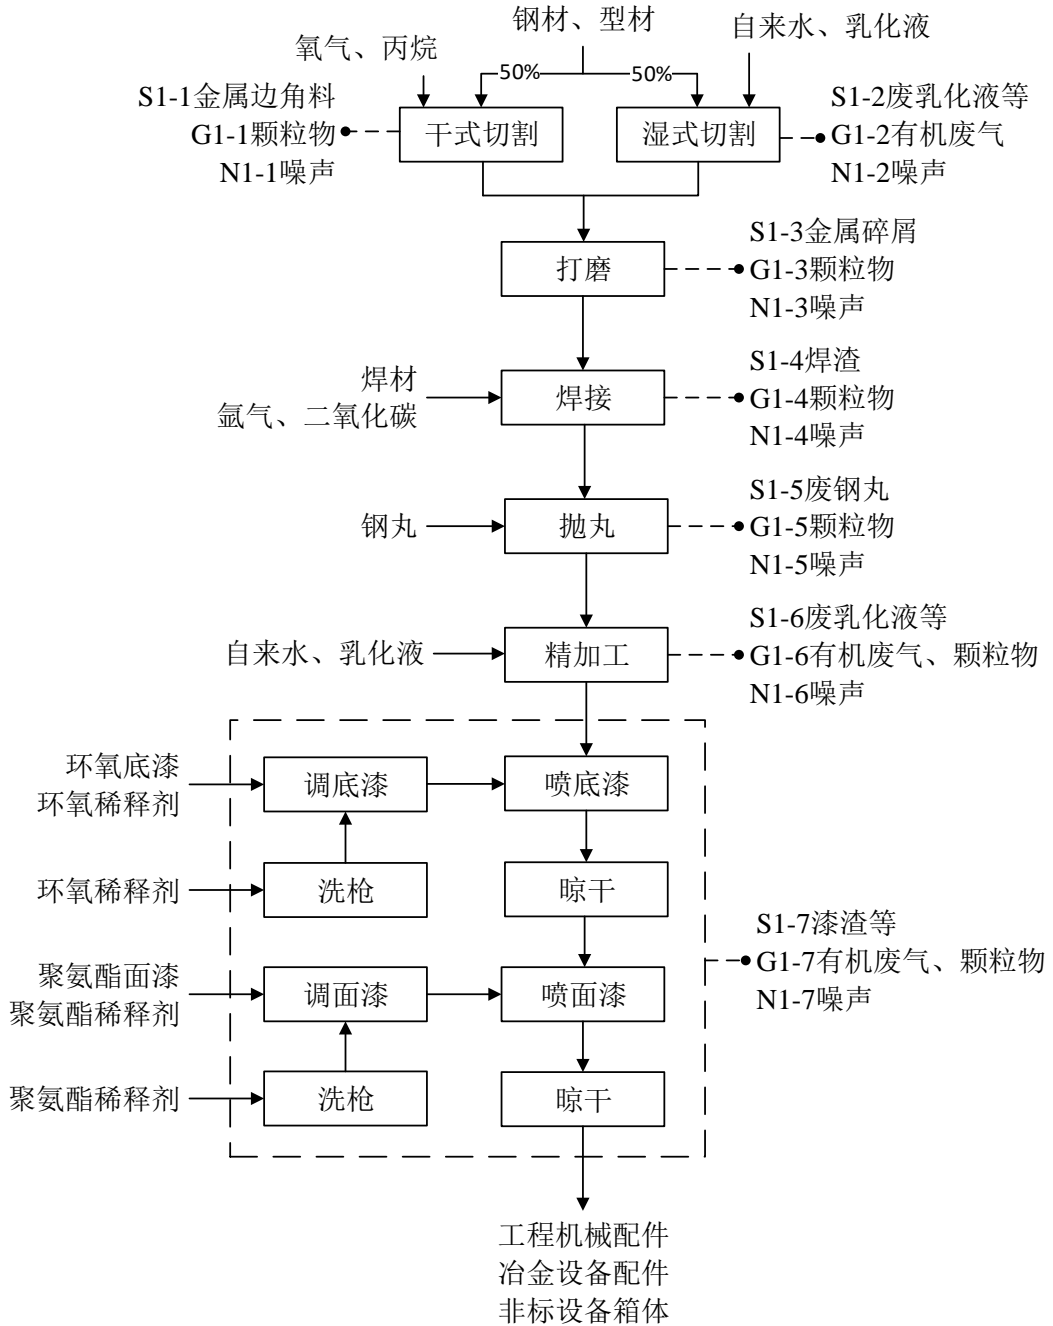 钢材、型材
自来水、乳化液
氧气、丙烷
50%
50%
S1-1金属边角料
G1-1颗粒物
N1-1噪声
干式切割
湿式切割
S1-2废乳化液等
G1-2有机废气
N1-2噪声
打磨
S1-3金属碎屑
G1-3颗粒物
N1-3噪声
焊材
氩气、二氧化碳
焊接
S1-4焊渣
G1-4颗粒物
N1-4噪声
钢丸
抛丸
S1-5废钢丸
G1-5颗粒物
N1-5噪声
自来水、乳化液
精加工
S1-6废乳化液等
G1-6有机废气、颗粒物
N1-6噪声
环氧底漆
环氧稀释剂
调底漆
喷底漆
环氧稀释剂
洗枪
晾干
聚氨酯面漆
聚氨酯稀释剂
调面漆
喷面漆
S1-7漆渣等
G1-7有机废气、颗粒物
N1-7噪声
聚氨酯稀释剂
洗枪
晾干
工程机械配件
冶金设备配件
非标设备箱体